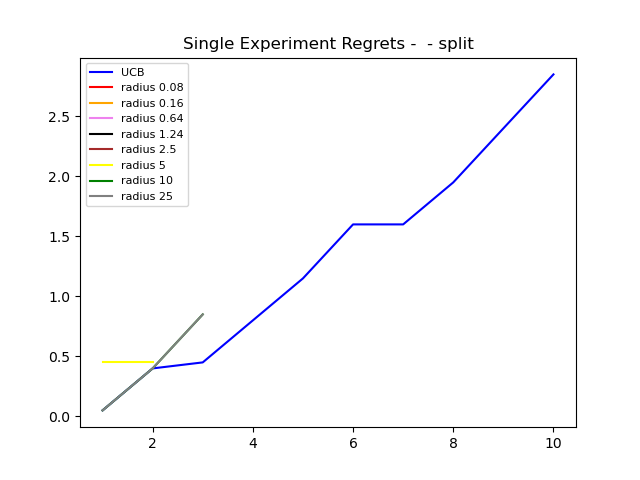 Single Experiment Regrets -  - split
UCB
radius 0.08
radius 0.16
radius 0.64
radius 1.24
radius 2.5
radius 5
radius 10
radius 25
2.5
2.0
1.5
1.0
0.5
0.0
2 4 6 8 10